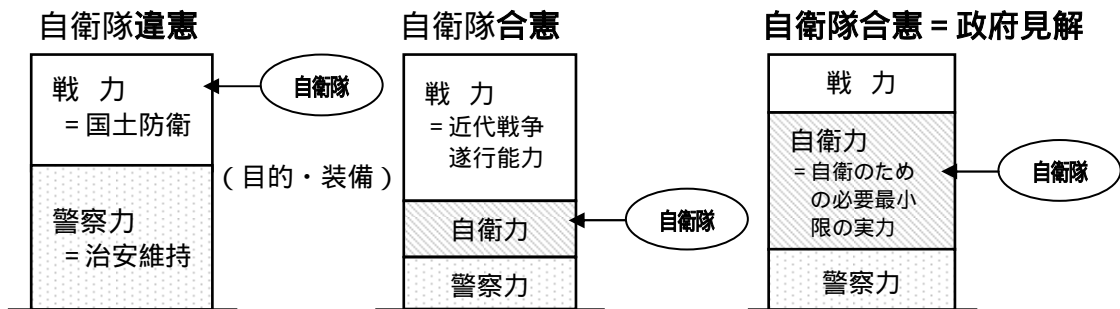 自衛隊違憲
戦 力
= 国土防衛
警察力
= 治安維持
自衛隊
( 目的・装備 )
自衛隊合憲
戦 力
= 近代戦争
遂行能力
自衛力
警察力
自衛隊
自衛隊合憲 = 政府見解
戦 力
自衛力
= 自衛のため
の必要最小
限の実力
警察力
自衛隊